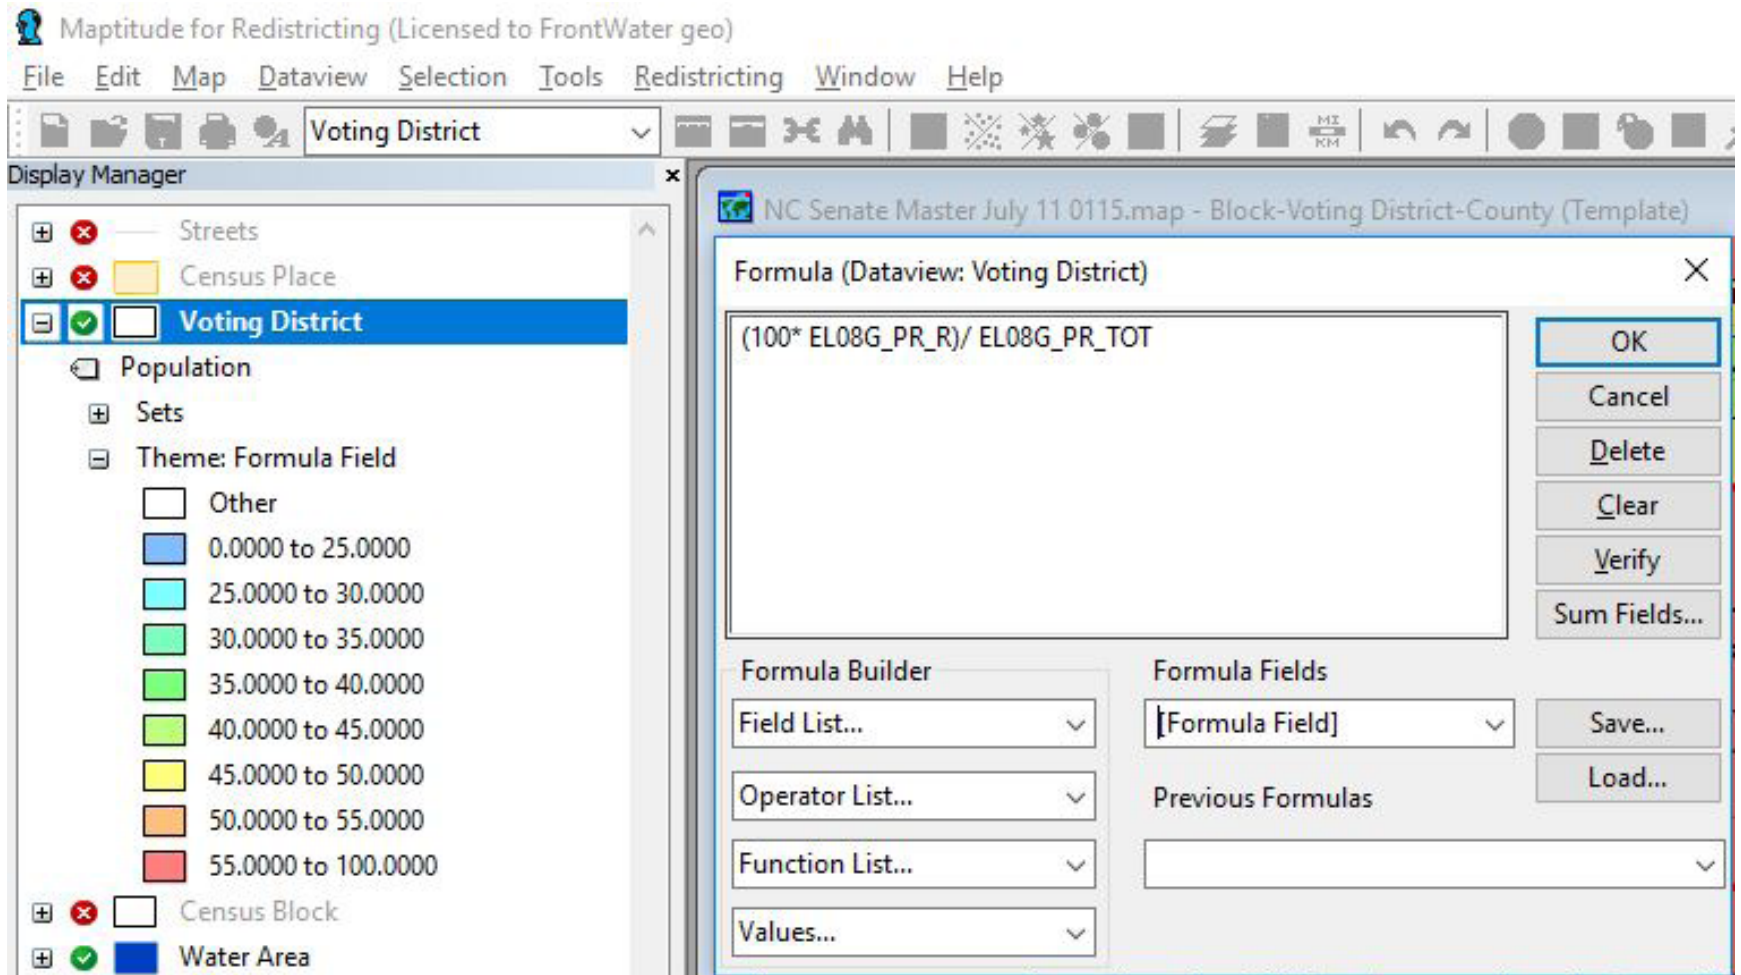 Maptitude for Redistricting (Licensed to FrontWater geo)
File Edit Map Dataview Selection Tools Redistricting Window Help
Voting District
MI
KM
Display Manager
Streets
Census Place
Voting District
Population
Sets
Theme: Formula Field
Other
0.0000 to 25.0000
25.0000 to 30.0000
30.0000 to 35.0000
35.0000 to 40.0000
40.0000 to 45.0000
45.0000 to 50.0000
50.0000 to 55.0000
55.0000 to 100.0000
Census Block
Water Area
NC Senate Master July 11 0115.map - Block-Voting District-County (Template)
Formula (Dataview: Voting District)
(100* EL08G_PR_R)/ EL08G_PR_TOT
OK
Cancel
Delete
Clear
Verify
Sum Fields...
Formula Builder
Field List...
Operator List...
Function List...
Values...
Formula Fields
[Formula Field]
Save...
Load...
Previous Formulas